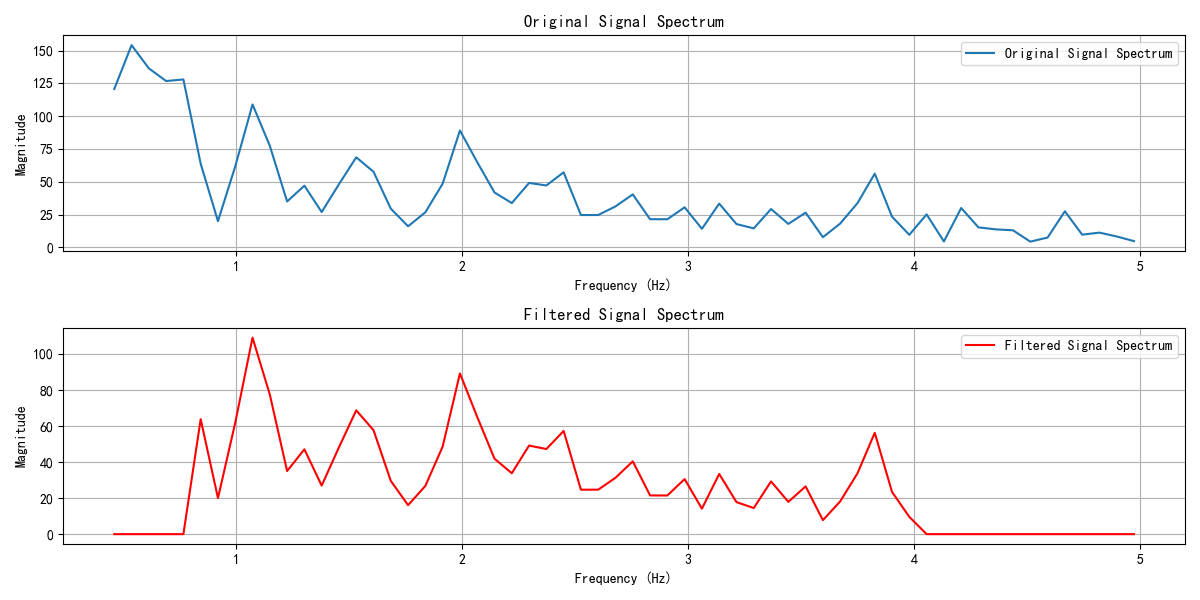 Original Signal Spectrum
Original Signal Spectrum
Magnitude
150
125
100
75
50
25
0
1 2 3 4 5
Frequency (Hz)
Filtered Signal Spectrum
Filtered Signal Spectrum
Magnitude
100
80
60
40
20
0
1 2 3 4 5
Frequency (Hz)